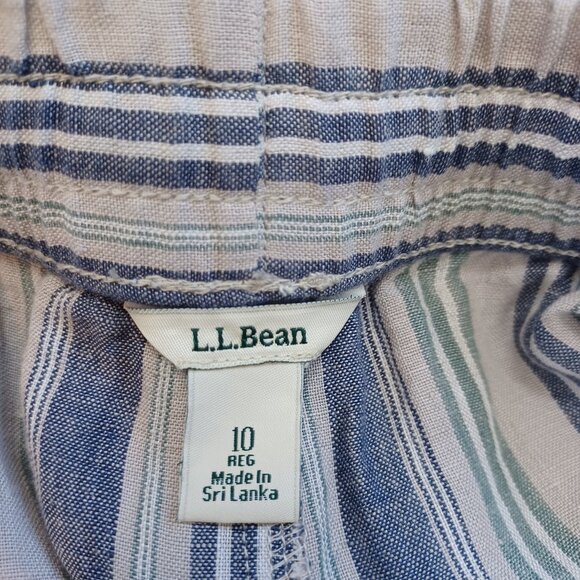 L.L.Bean
10
REG
Made In
Sri Lanka